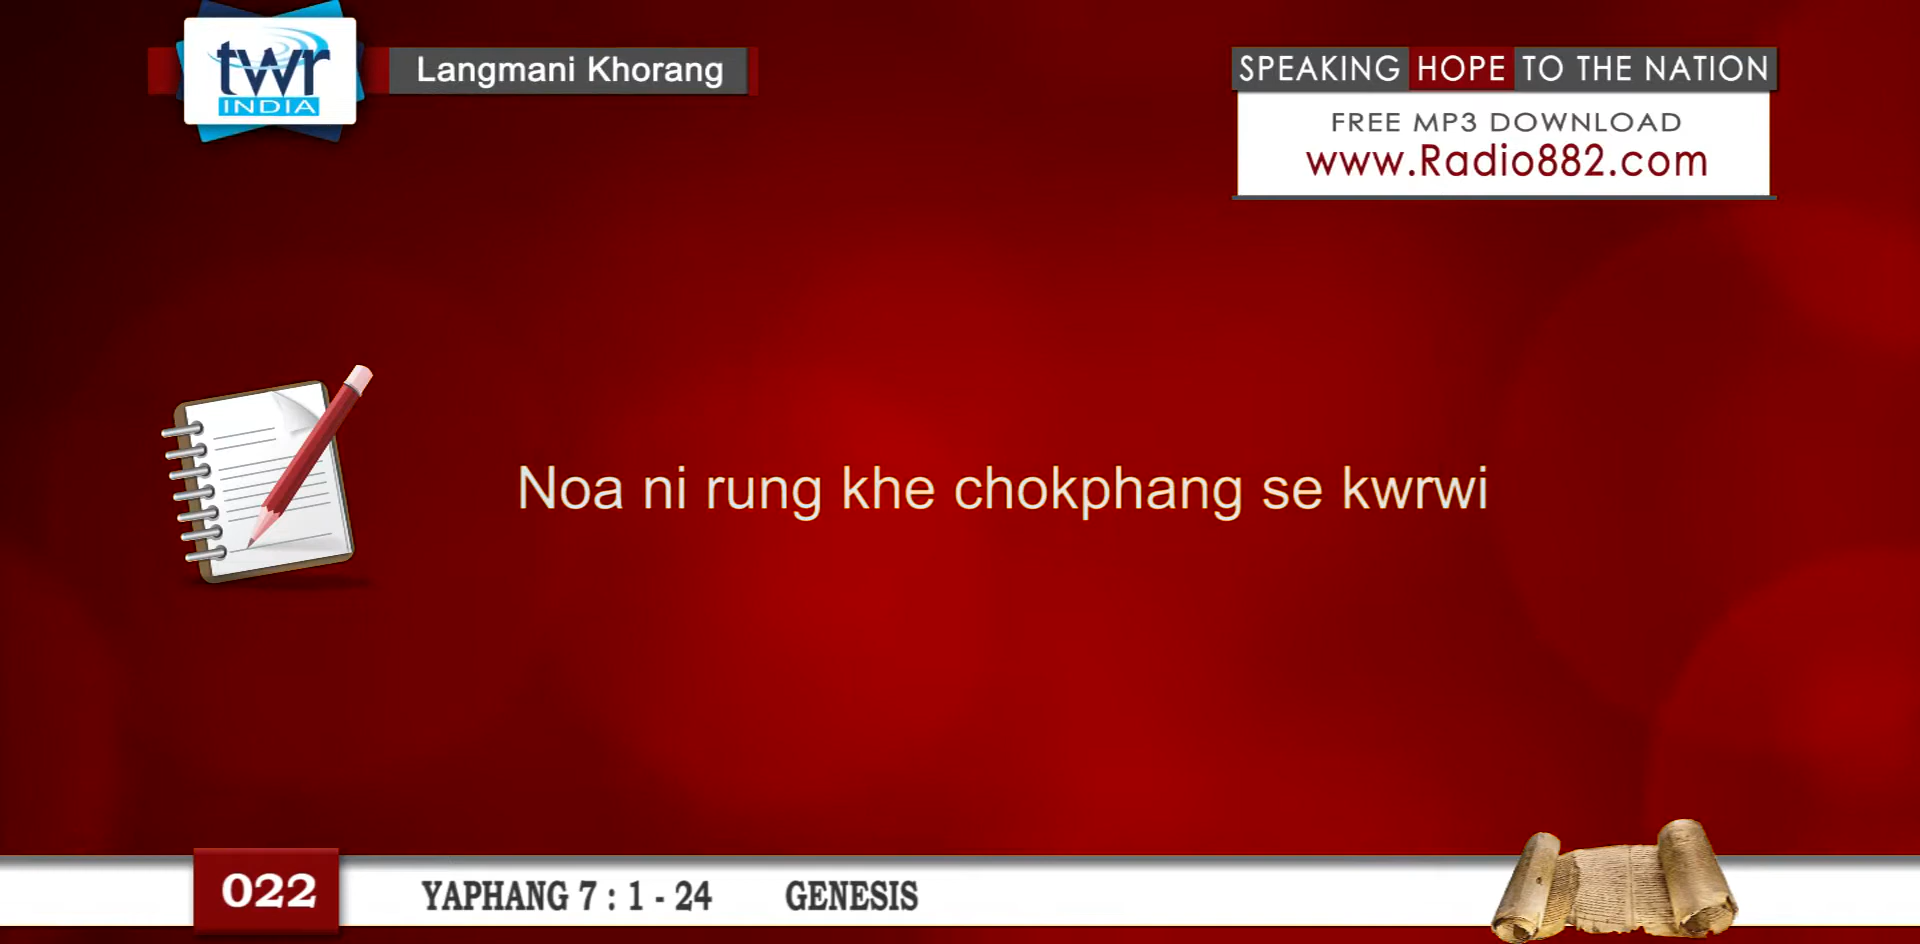 twr
INDIA
Langmani Khorang
SPEAKING HOPE TO THE NATION
FREE MP3 DOWNLOAD
www.Radio882.com
Noa ni rung khe chokphang se kwrwi
022 YAPHANG 7 : 1 - 24 GENESIS